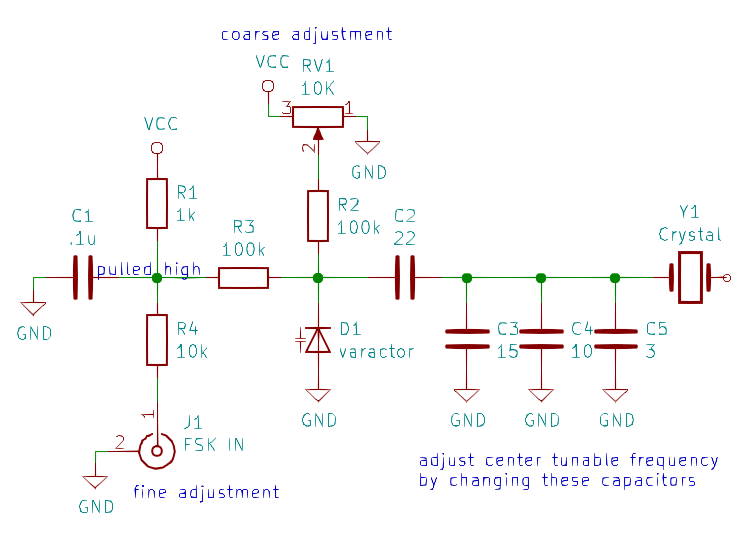 coarse adjustment
VCC
RV1
10K
3
1
2
GND
VCC
R1
1k
C1
.1u
pulled high
GND
R3
100k
R2
100k
C2
22
Y1
Crystal
R4
10k
D1
varactor
GND
C3
15
GND
C4
10
GND
C5
3
GND
1
J1
2
FSK IN
GND
fine adjustment
adjust center tunable frequency
by changing these capacitors